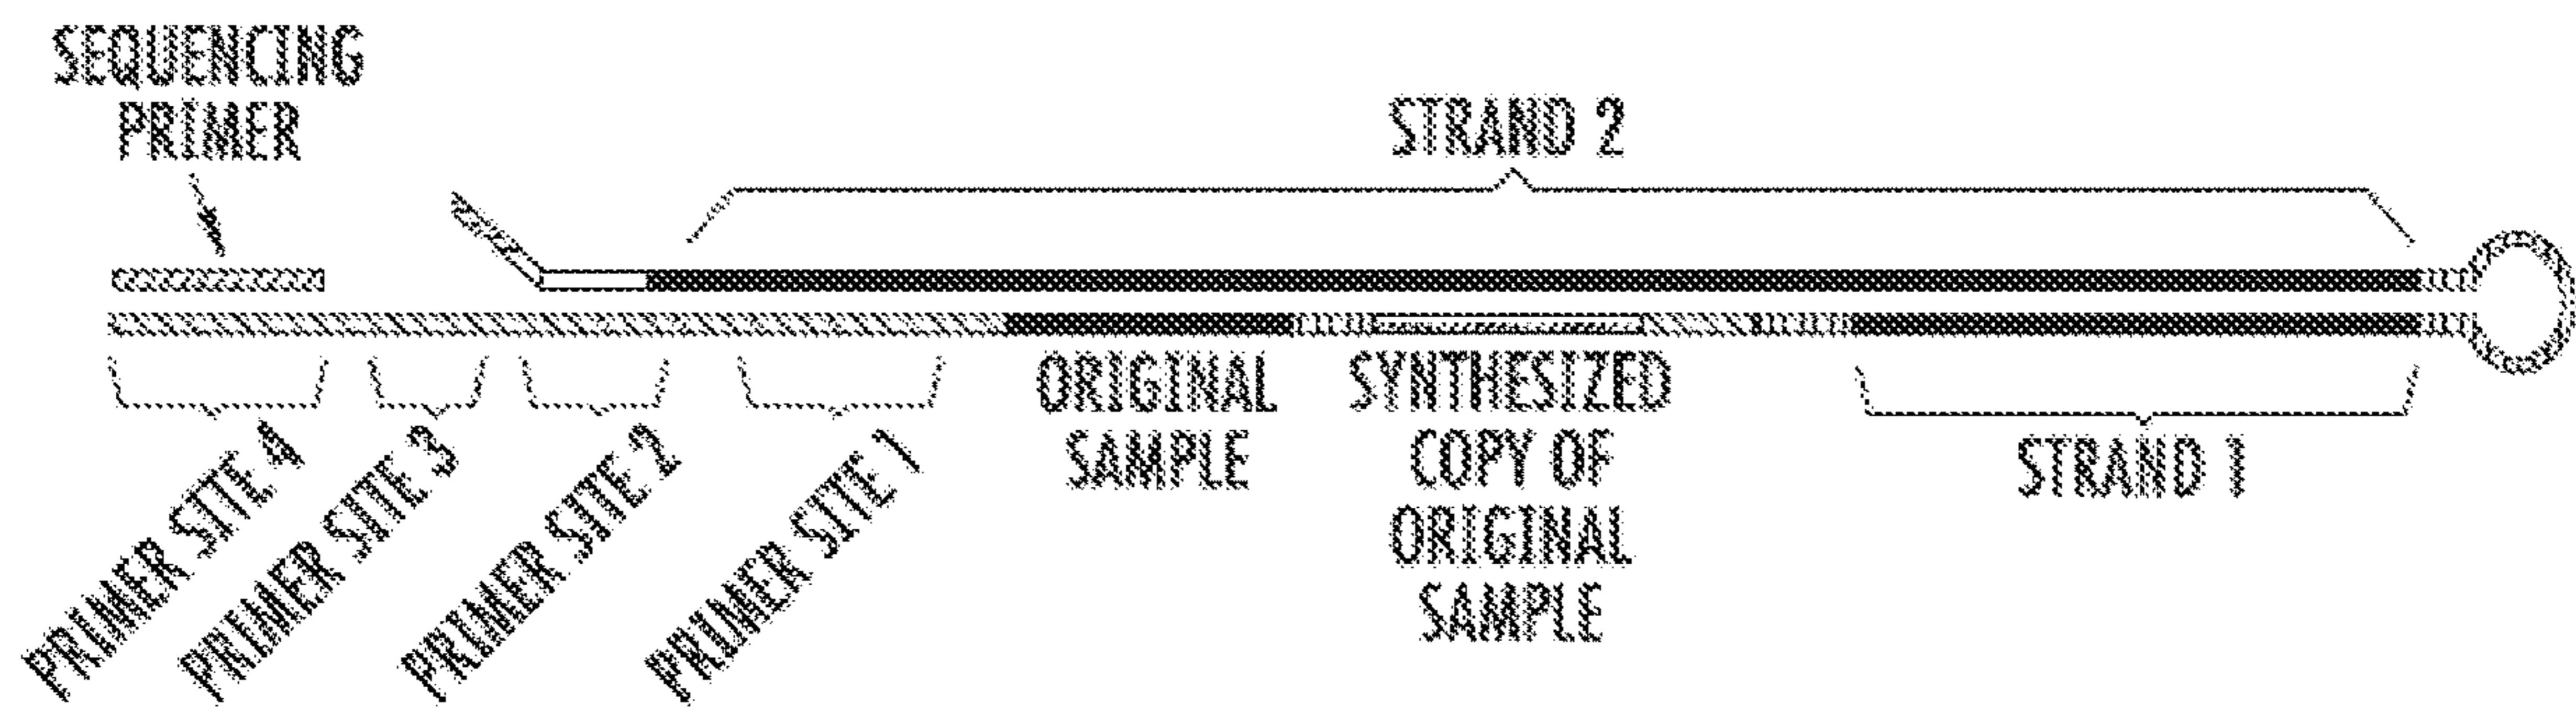 SEQUENCING
PRIMER
STRAND 2
ORIGINAL
SAMPLE
SYNTHESIZED
COPY OF
ORIGINAL
SAMPLE
STRAND 1
PRIMER SITE 4
PRIMER SITE 3
PRIMER SITE 2
PRIMER SITE 1